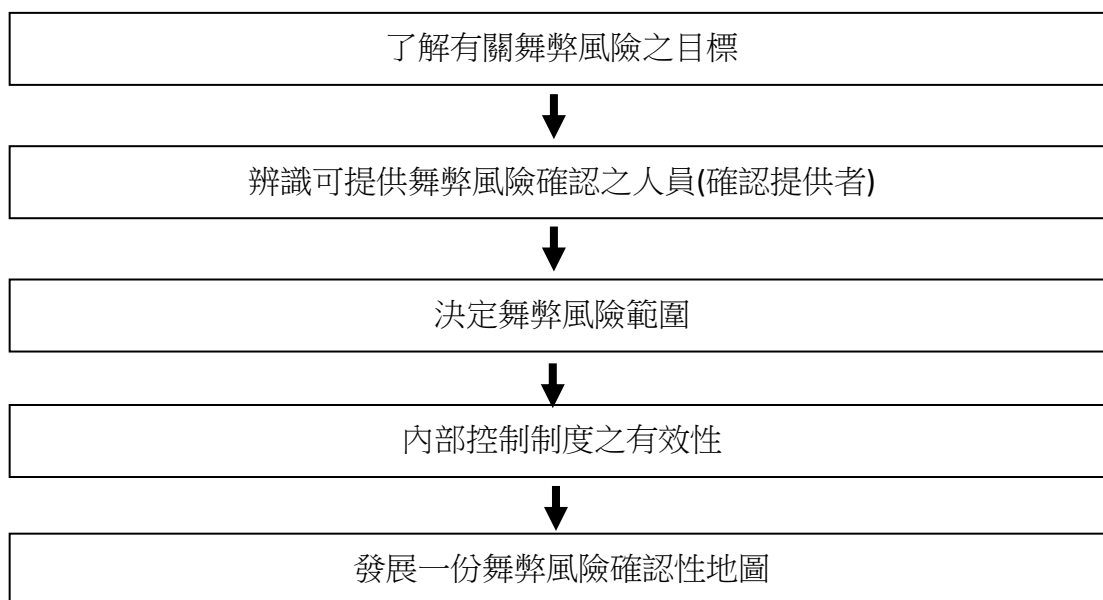 了解有關舞弊風險之目標
辨識可提供舞弊風險確認之人員(確認提供者)
決定舞弊風險範圍
內部控制制度之有效性
發展一份舞弊風險確認性地圖